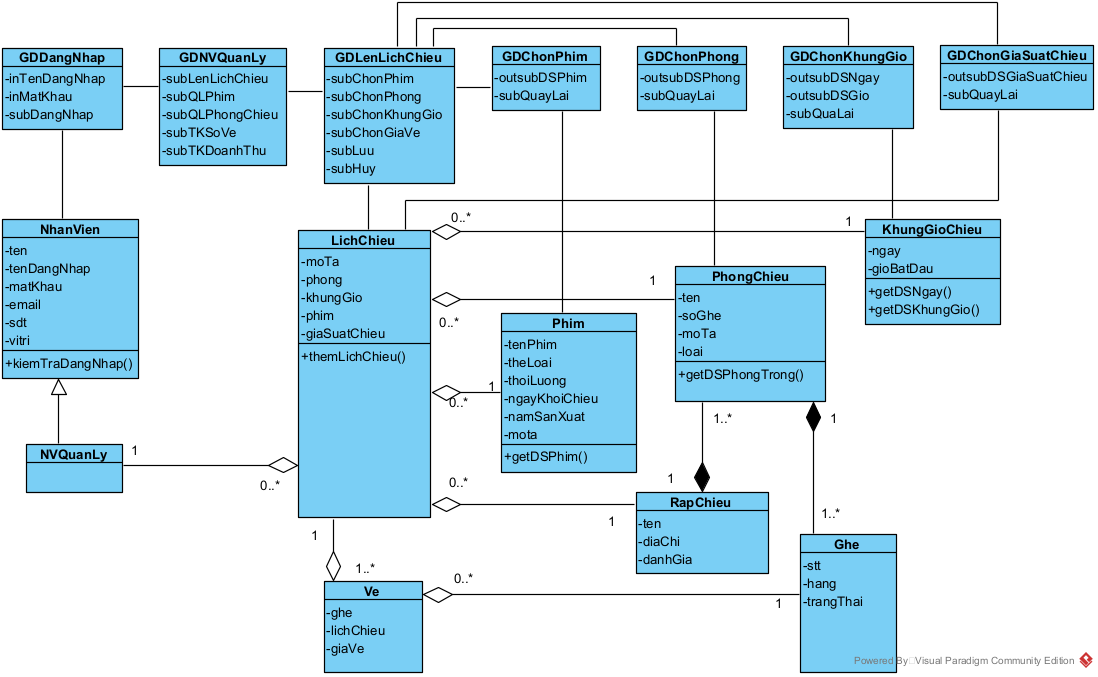 GDDangNhap
-inTenDangNhap
-inMatKhau
-subDangNhap
GDNVQuanLy
-subLenLichChieu
-subQLPhim
-subQLPhongChieu
-subTKSoVe
-subTKDoanhThu
GDLenLichChieu
-subChonPhim
-subChonPhong
-subChonKhungGio
-subChonGiaVe
-subLuu
-subHuy
GDChonPhim
-outsubDSPhim
-subQuayLai
GDChonPhong
-outsubDSPhong
-subQuayLai
GDChonKhungGio
-outsubDSNgay
-outsubDSGio
-subQuaLai
GDChonGiaSuatChieu
-outsubDSGiaSuatChieu
-subQuayLai
NhanVien
-ten
-tenDangNhap
-matKhau
-email
-sdt
-vitri
+kiemTraDangNhap()
LichChieu
-moTa
-phong
-khungGio
-phim
-giaSuatChieu
+themLichChieu()
0..*
1
KhungGioChieu
-ngay
-gioBatDau
+getDSNgay()
+getDSKhungGio()
0..*
1
PhongChieu
-ten
-soGhe
-moTa
-loai
+getDSPhongTrong()
0..*
1
Phim
-tenPhim
-theLoai
-thoiLuong
-ngayKhoiChieu
-namSanXuat
-mota
+getDSPhim()
NVQuanLy
1
0..*
0..*
1
1..*
1
RapChieu
-ten
-diaChi
-danhGia
1
1..*
Ghe
-stt
-hang
-trangThai
1
1..*
Ve
-ghe
-lichChieu
-giaVe
0..*
1
Powered By Visual Paradigm Community Edition